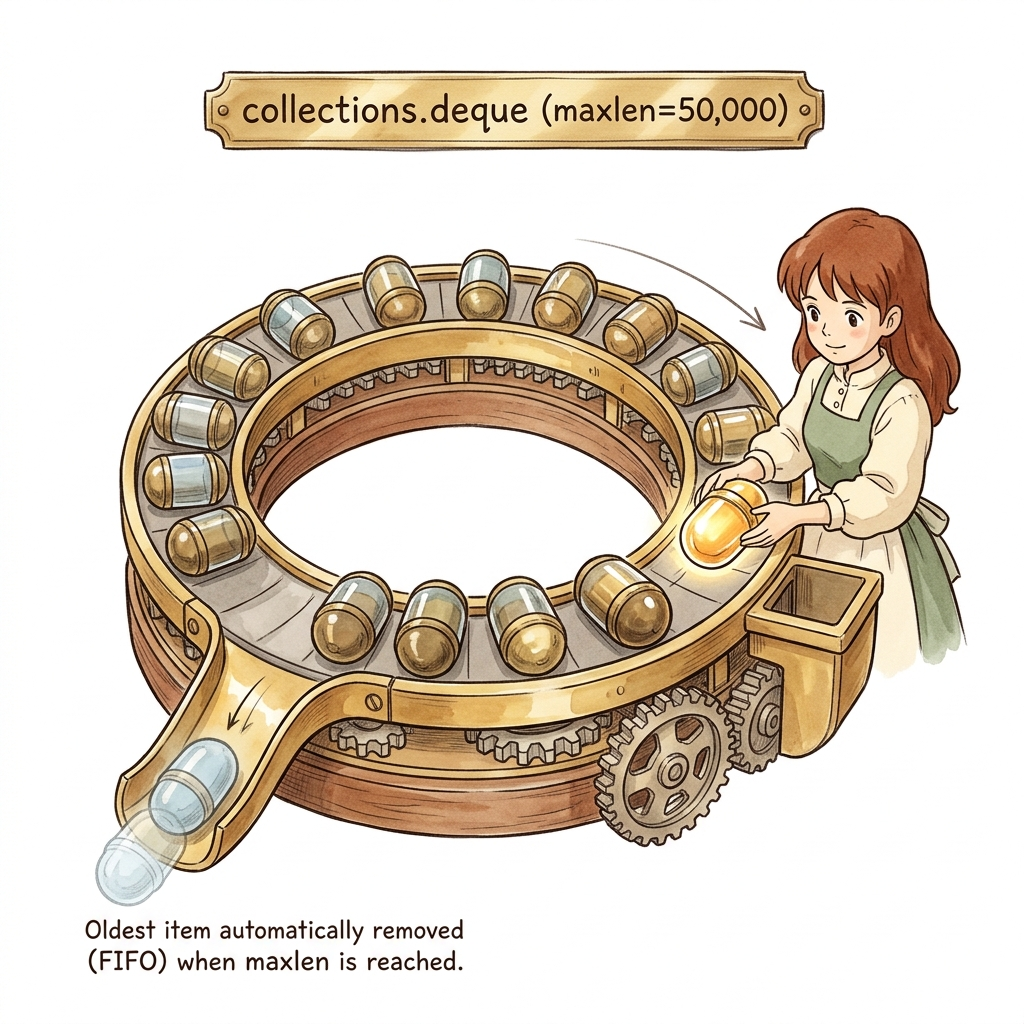 collections.deque (maxlen=50,000)
Oldest item automatically removed
(FIFO) when maxlen is reached.